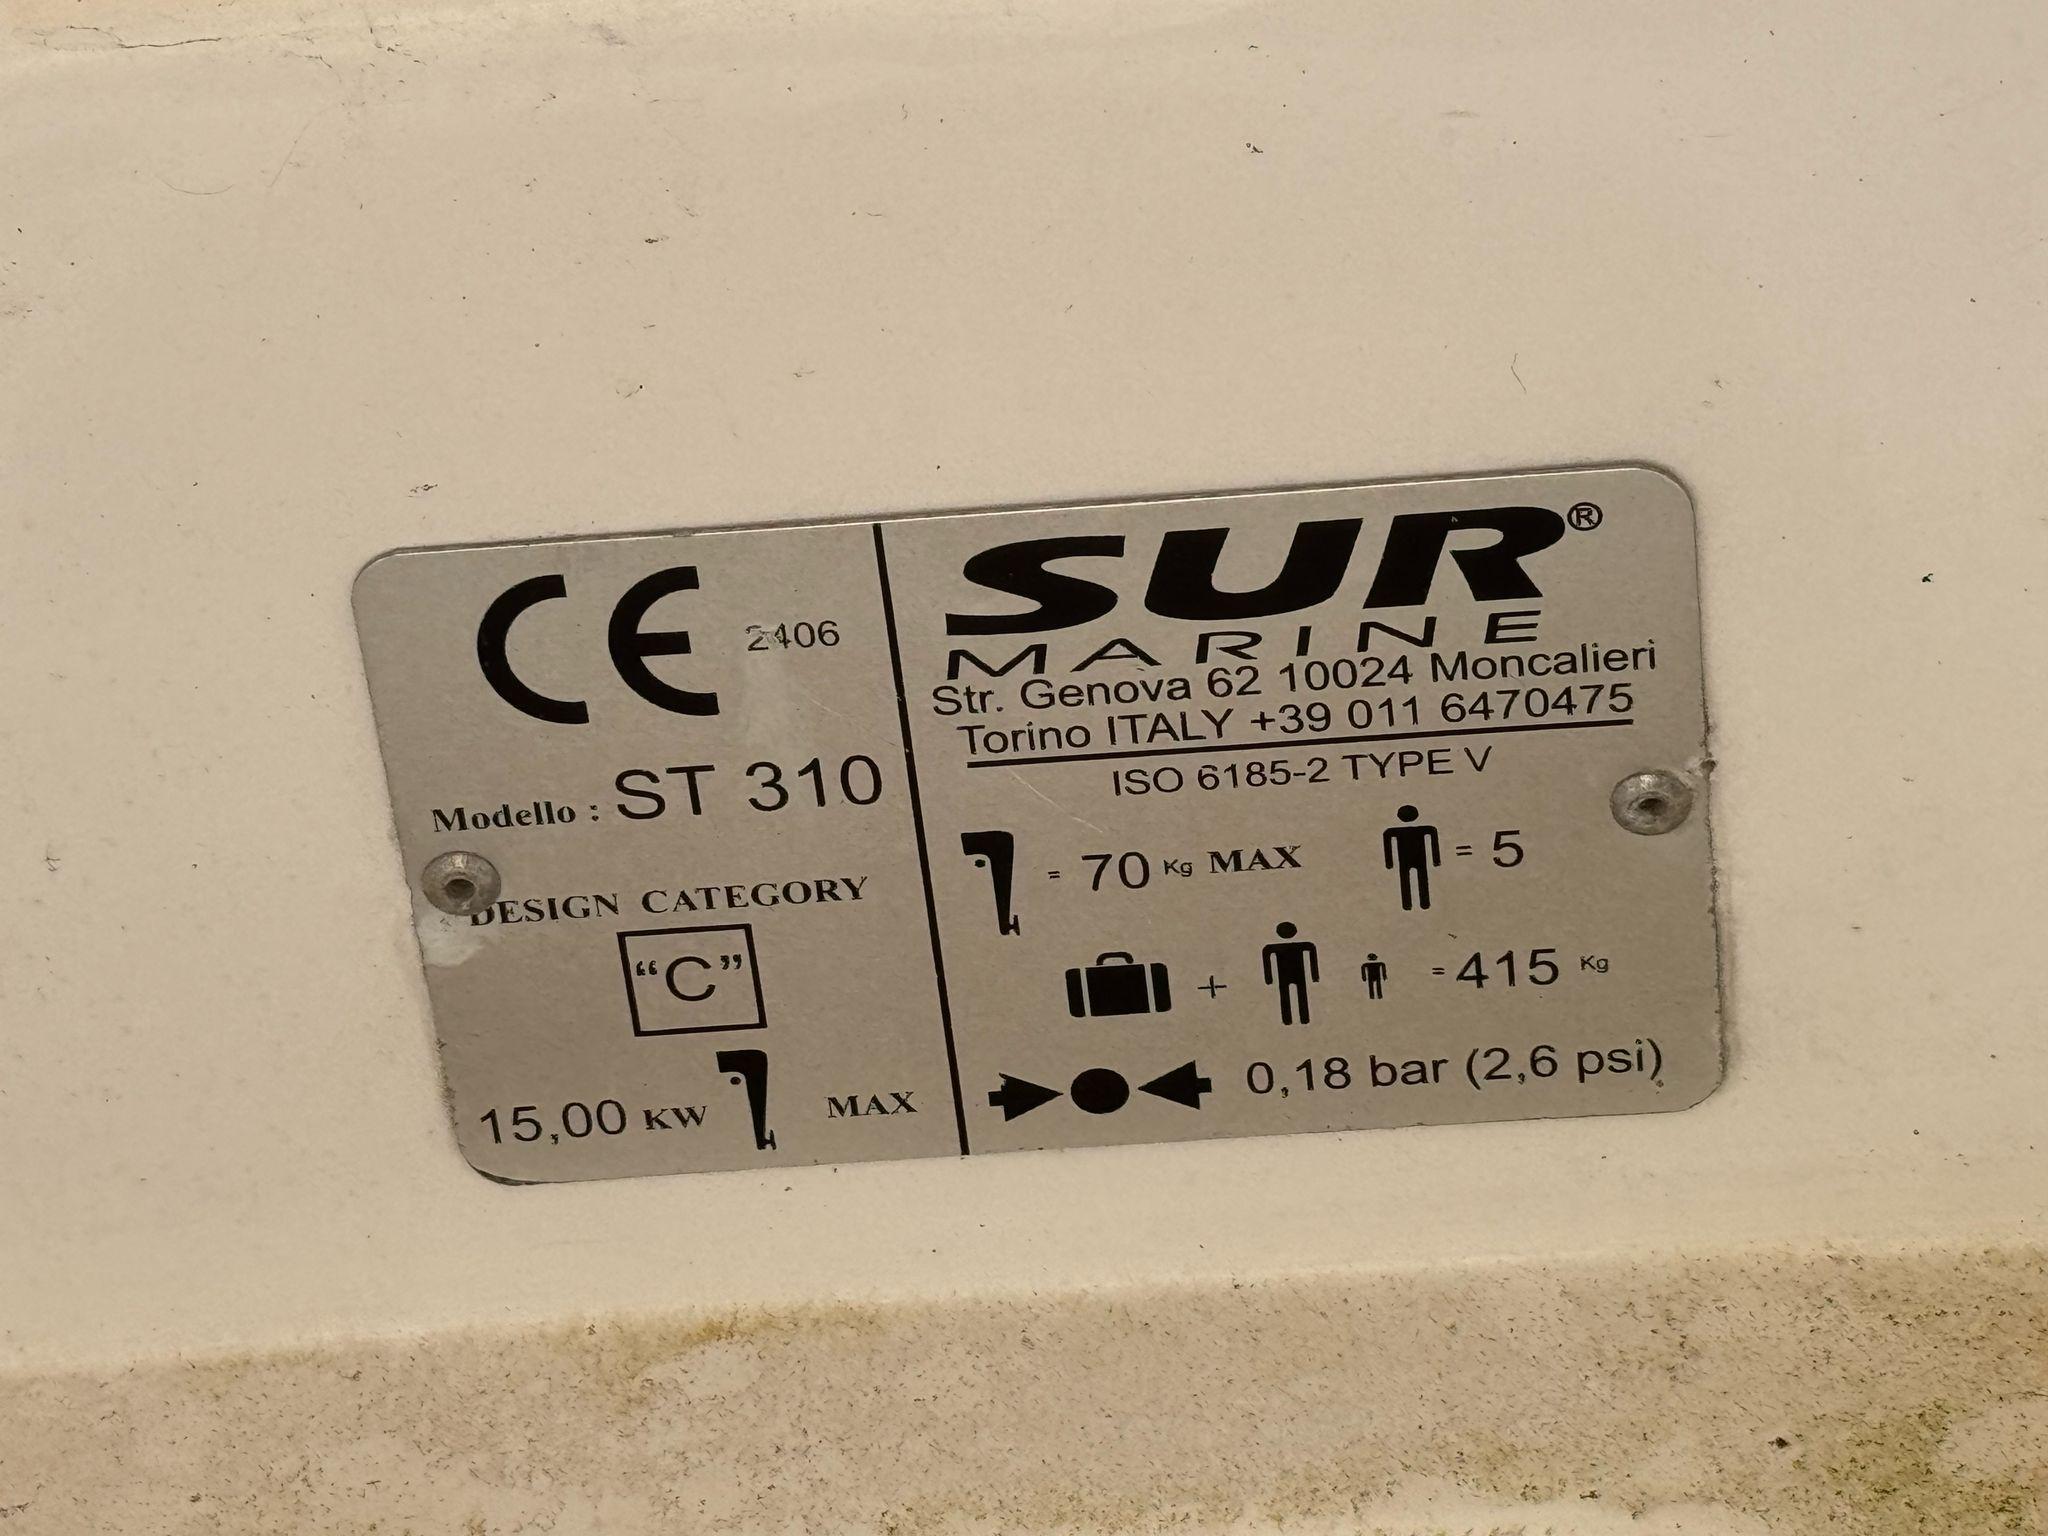 CE 2406
Modello : ST 310
DESIGN CATEGORY
“C”
15,00 KW MAX
SUR®
MARINE
Str. Genova 62 10024 Moncalieri
Torino ITALY +39 011 6470475
ISO 6185-2 TYPE V
= 70 Kg MAX = 5
+ = 415 Kg
0,18 bar (2,6 psi)